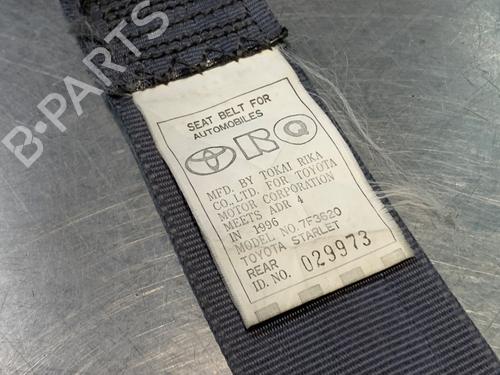 B-PARTS
SEAT BELT FOR
AUTOMOBILES
MFD. BY TOKAI RIKA
CO., LTD. FOR TOYOTA
MOTOR CORPORATION
MEETS ADR 4
IN 1996
MODEL NO. 7F3620
TOYOTA STARLET
REAR
ID. NO. 029973